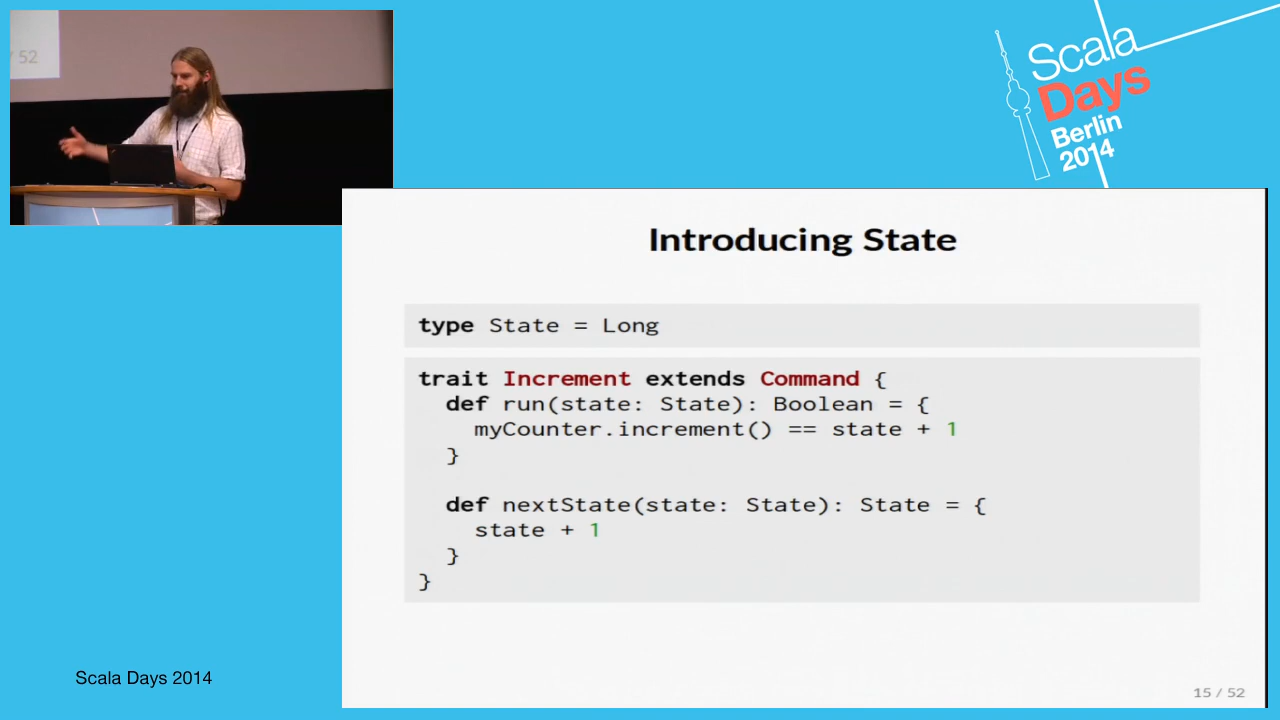 / 52
Scala
Days
Berlin
2014
Introducing State
type State = Long
trait Increment extends Command {
  def run(state: State): Boolean = {
    myCounter.increment() == state + 1
  }

  def nextState(state: State): State = {
    state + 1
  }
}
Scala Days 2014
15 / 52